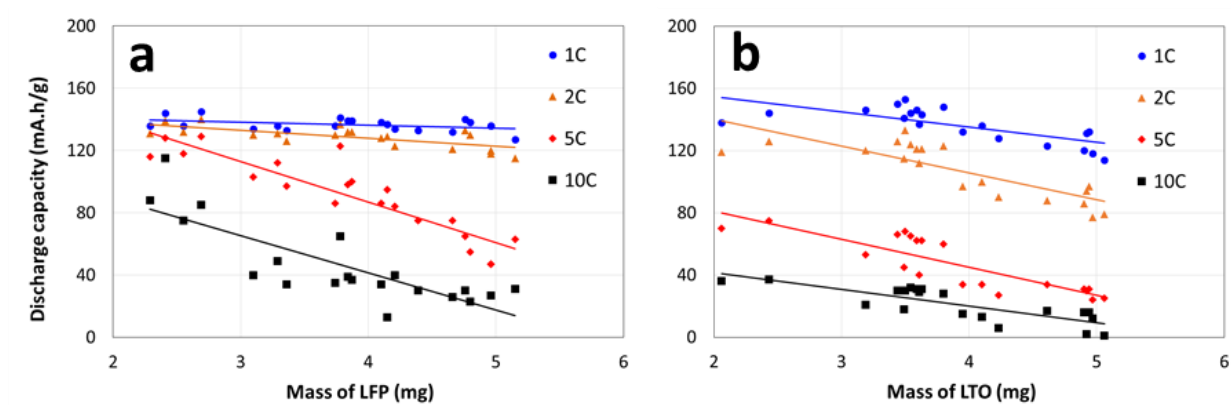 a
b
200
160
120
80
40
0
Discharge capacity (mA.h/g)
1C
2C
5C
10C
2 3 4 5 6
Mass of LFP (mg)
200
160
120
80
40
0
1C
2C
5C
10C
2 3 4 5 6
Mass of LTO (mg)